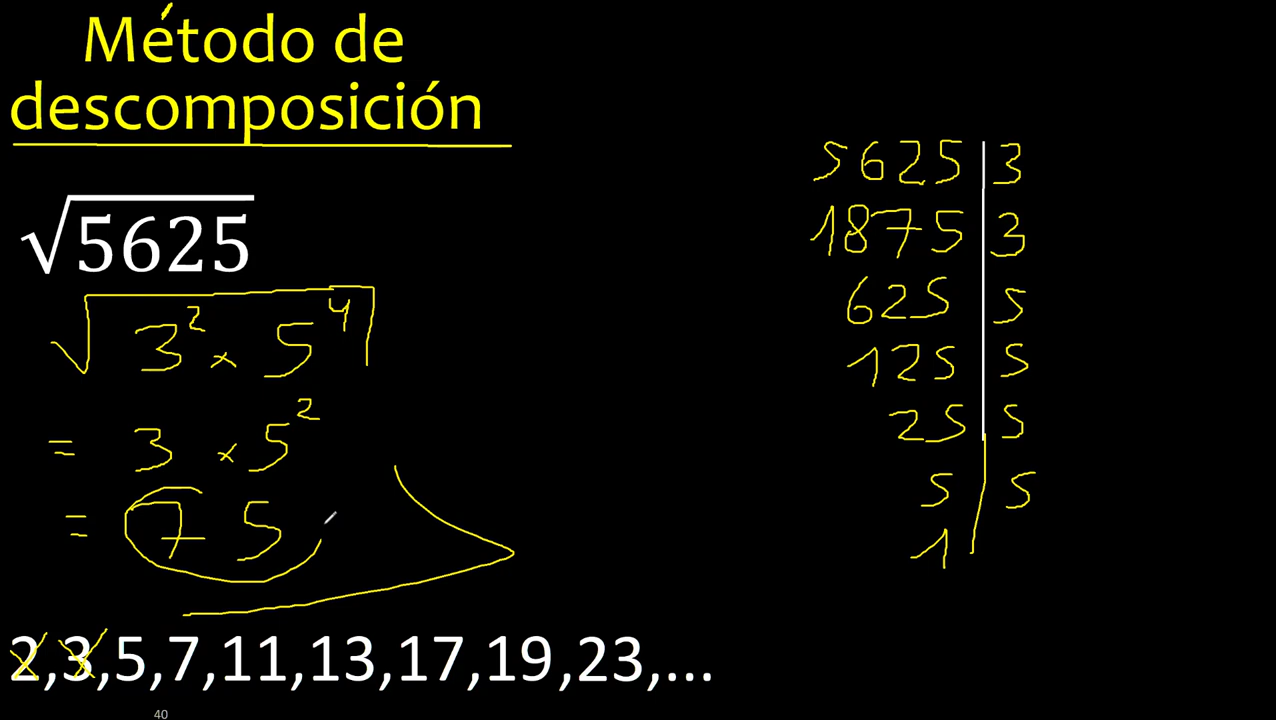 Método de
descomposición
√5625
√3² × 5⁴
= 3 × 5²
= 75
5625 | 3
1875 | 3
625 | 5
125 | 5
25 | 5
5 | 5
1
2,3,5,7,11,13,17,19,23,...
40